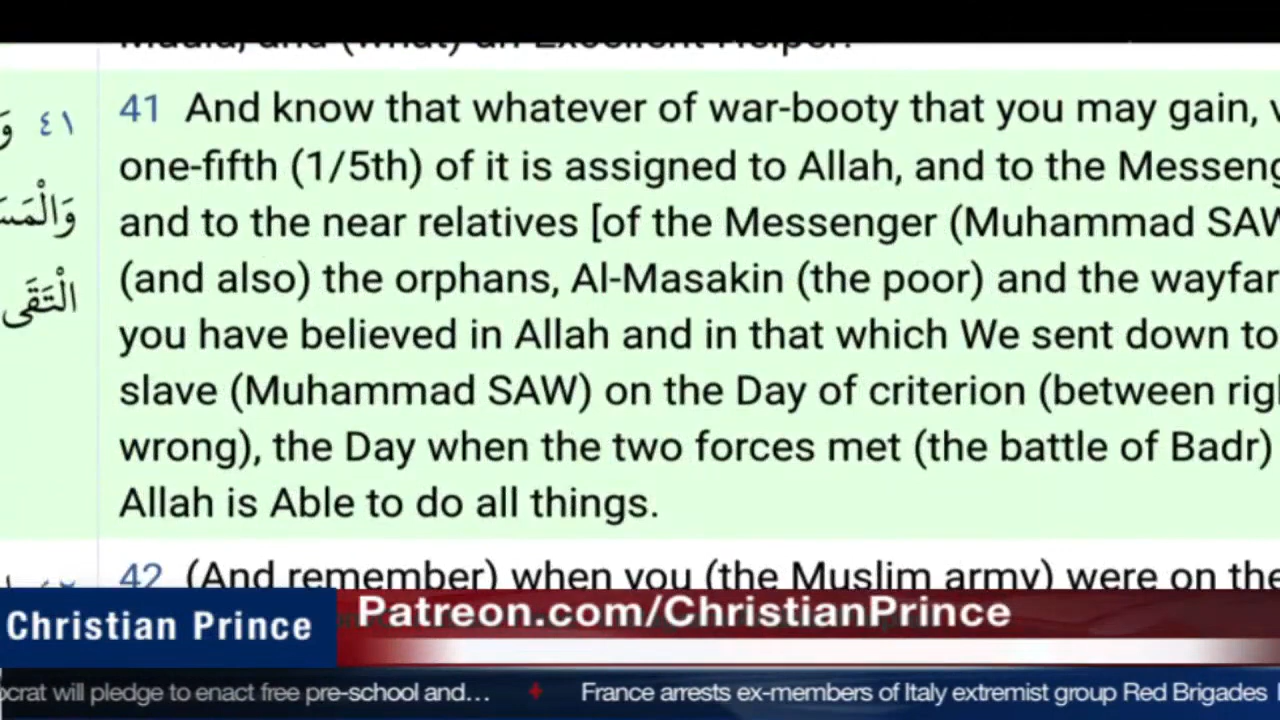 41 And know that whatever of war-booty that you may gain,
one-fifth (1/5th) of it is assigned to Allah, and to the Messeng
and to the near relatives [of the Messenger (Muhammad SAW
(and also) the orphans, Al-Masakin (the poor) and the wayfar
you have believed in Allah and in that which We sent down to
slave (Muhammad SAW) on the Day of criterion (between rig
wrong), the Day when the two forces met (the battle of Badr)
Allah is Able to do all things.
٤١
التَقَى
42 (And remember) when you (the Muslim army) were on the
Patreon.com/ChristianPrince
Christian Prince
ocrat will pledge to enact free pre-school and... + France arrests ex-members of Italy extremist group Red Brigades